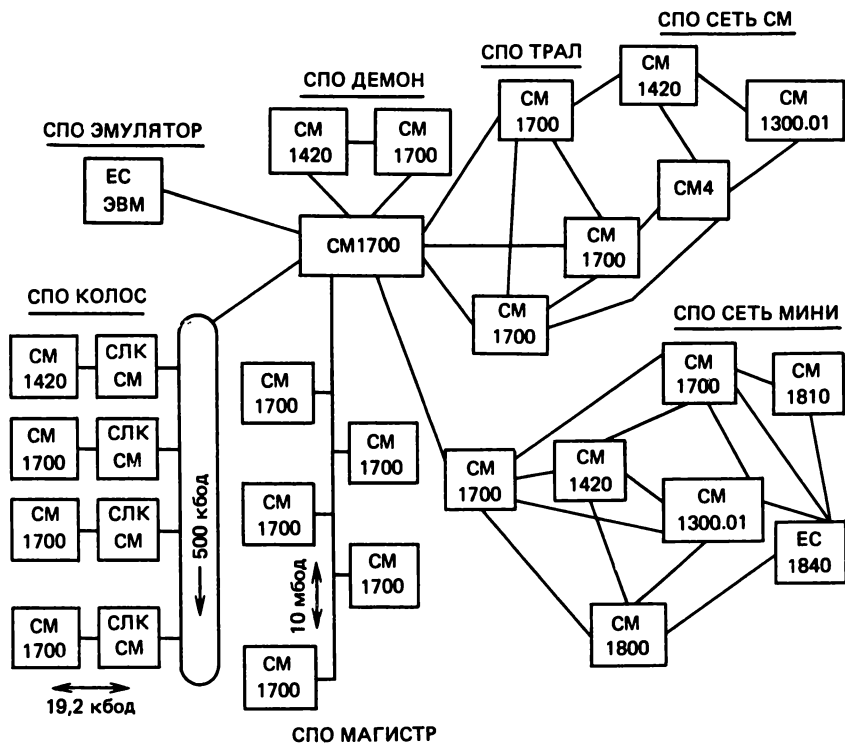 СПО СЕТЬ СМ
СПО ТРАЛ
СМ
1420
СМ
1300.01
СМ
1700
СМ4
СМ
1700
СМ
1700
СПО ДЕМОН
СМ
1420
СМ
1700
СПО ЭМУЛЯТОР
ЕС
ЭВМ
СМ1700
СПО КОЛОС
СМ
1420
СЛК
СМ
СМ
1700
СЛК
СМ
СМ
1700
СЛК
СМ
СМ
1700
СЛК
СМ
19,2 кбод
500 кбод
СМ
1700
СМ
1700
СМ
1700
СМ
1700
СМ
1700
10 мбод
СПО МАГИСТР
СПО СЕТЬ МИНИ
СМ
1700
СМ
1810
СМ
1700
СМ
1420
СМ
1300.01
ЕС
1840
СМ
1800